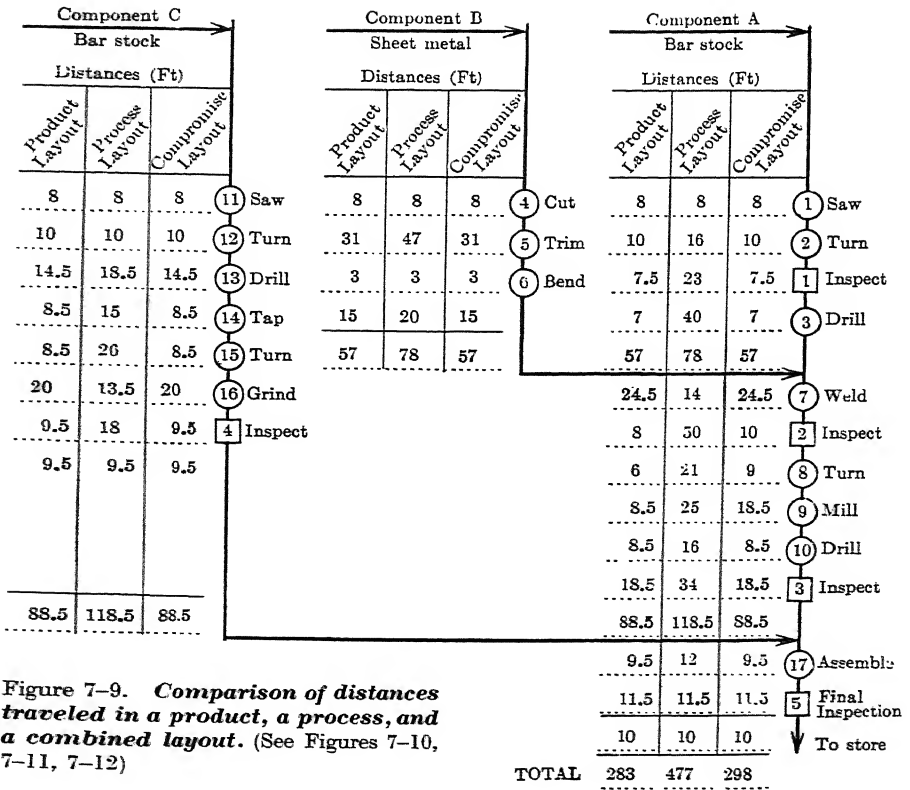 Component C
Bar stock
Distances (Ft)
Product Layout Process Layout Compromise Layout
8 8 8 11 Saw
10 10 10 12 Turn
14.5 18.5 14.5 13 Drill
8.5 15 8.5 14 Tap
8.5 26 8.5 15 Turn
20 13.5 20 16 Grind
9.5 18 9.5 4 Inspect
9.5 9.5 9.5
88.5 118.5 88.5
Component B
Sheet metal
Distances (Ft)
Product Layout Process Layout Compromise Layout
8 8 8 4 Cut
31 47 31 5 Trim
3 3 3 6 Bend
15 20 15
57 78 57
Component A
Bar stock
Distances (Ft)
Product Layout Process Layout Compromise Layout
8 8 8 1 Saw
10 16 10 2 Turn
7.5 23 7.5 1 Inspect
7 40 7 3 Drill
57 78 57
24.5 14 24.5 7 Weld
8 50 10 2 Inspect
6 21 9 8 Turn
8.5 25 18.5 9 Mill
8.5 16 8.5 10 Drill
18.5 34 18.5 3 Inspect
88.5 118.5 88.5
9.5 12 9.5 17 Assemble
11.5 11.5 11.5 5 Final Inspection
10 10 10 To store
TOTAL 283 477 298
Figure 7–9. Comparison of distances
traveled in a product, a process, and
a combined layout. (See Figures 7–10,
7–11, 7–12)